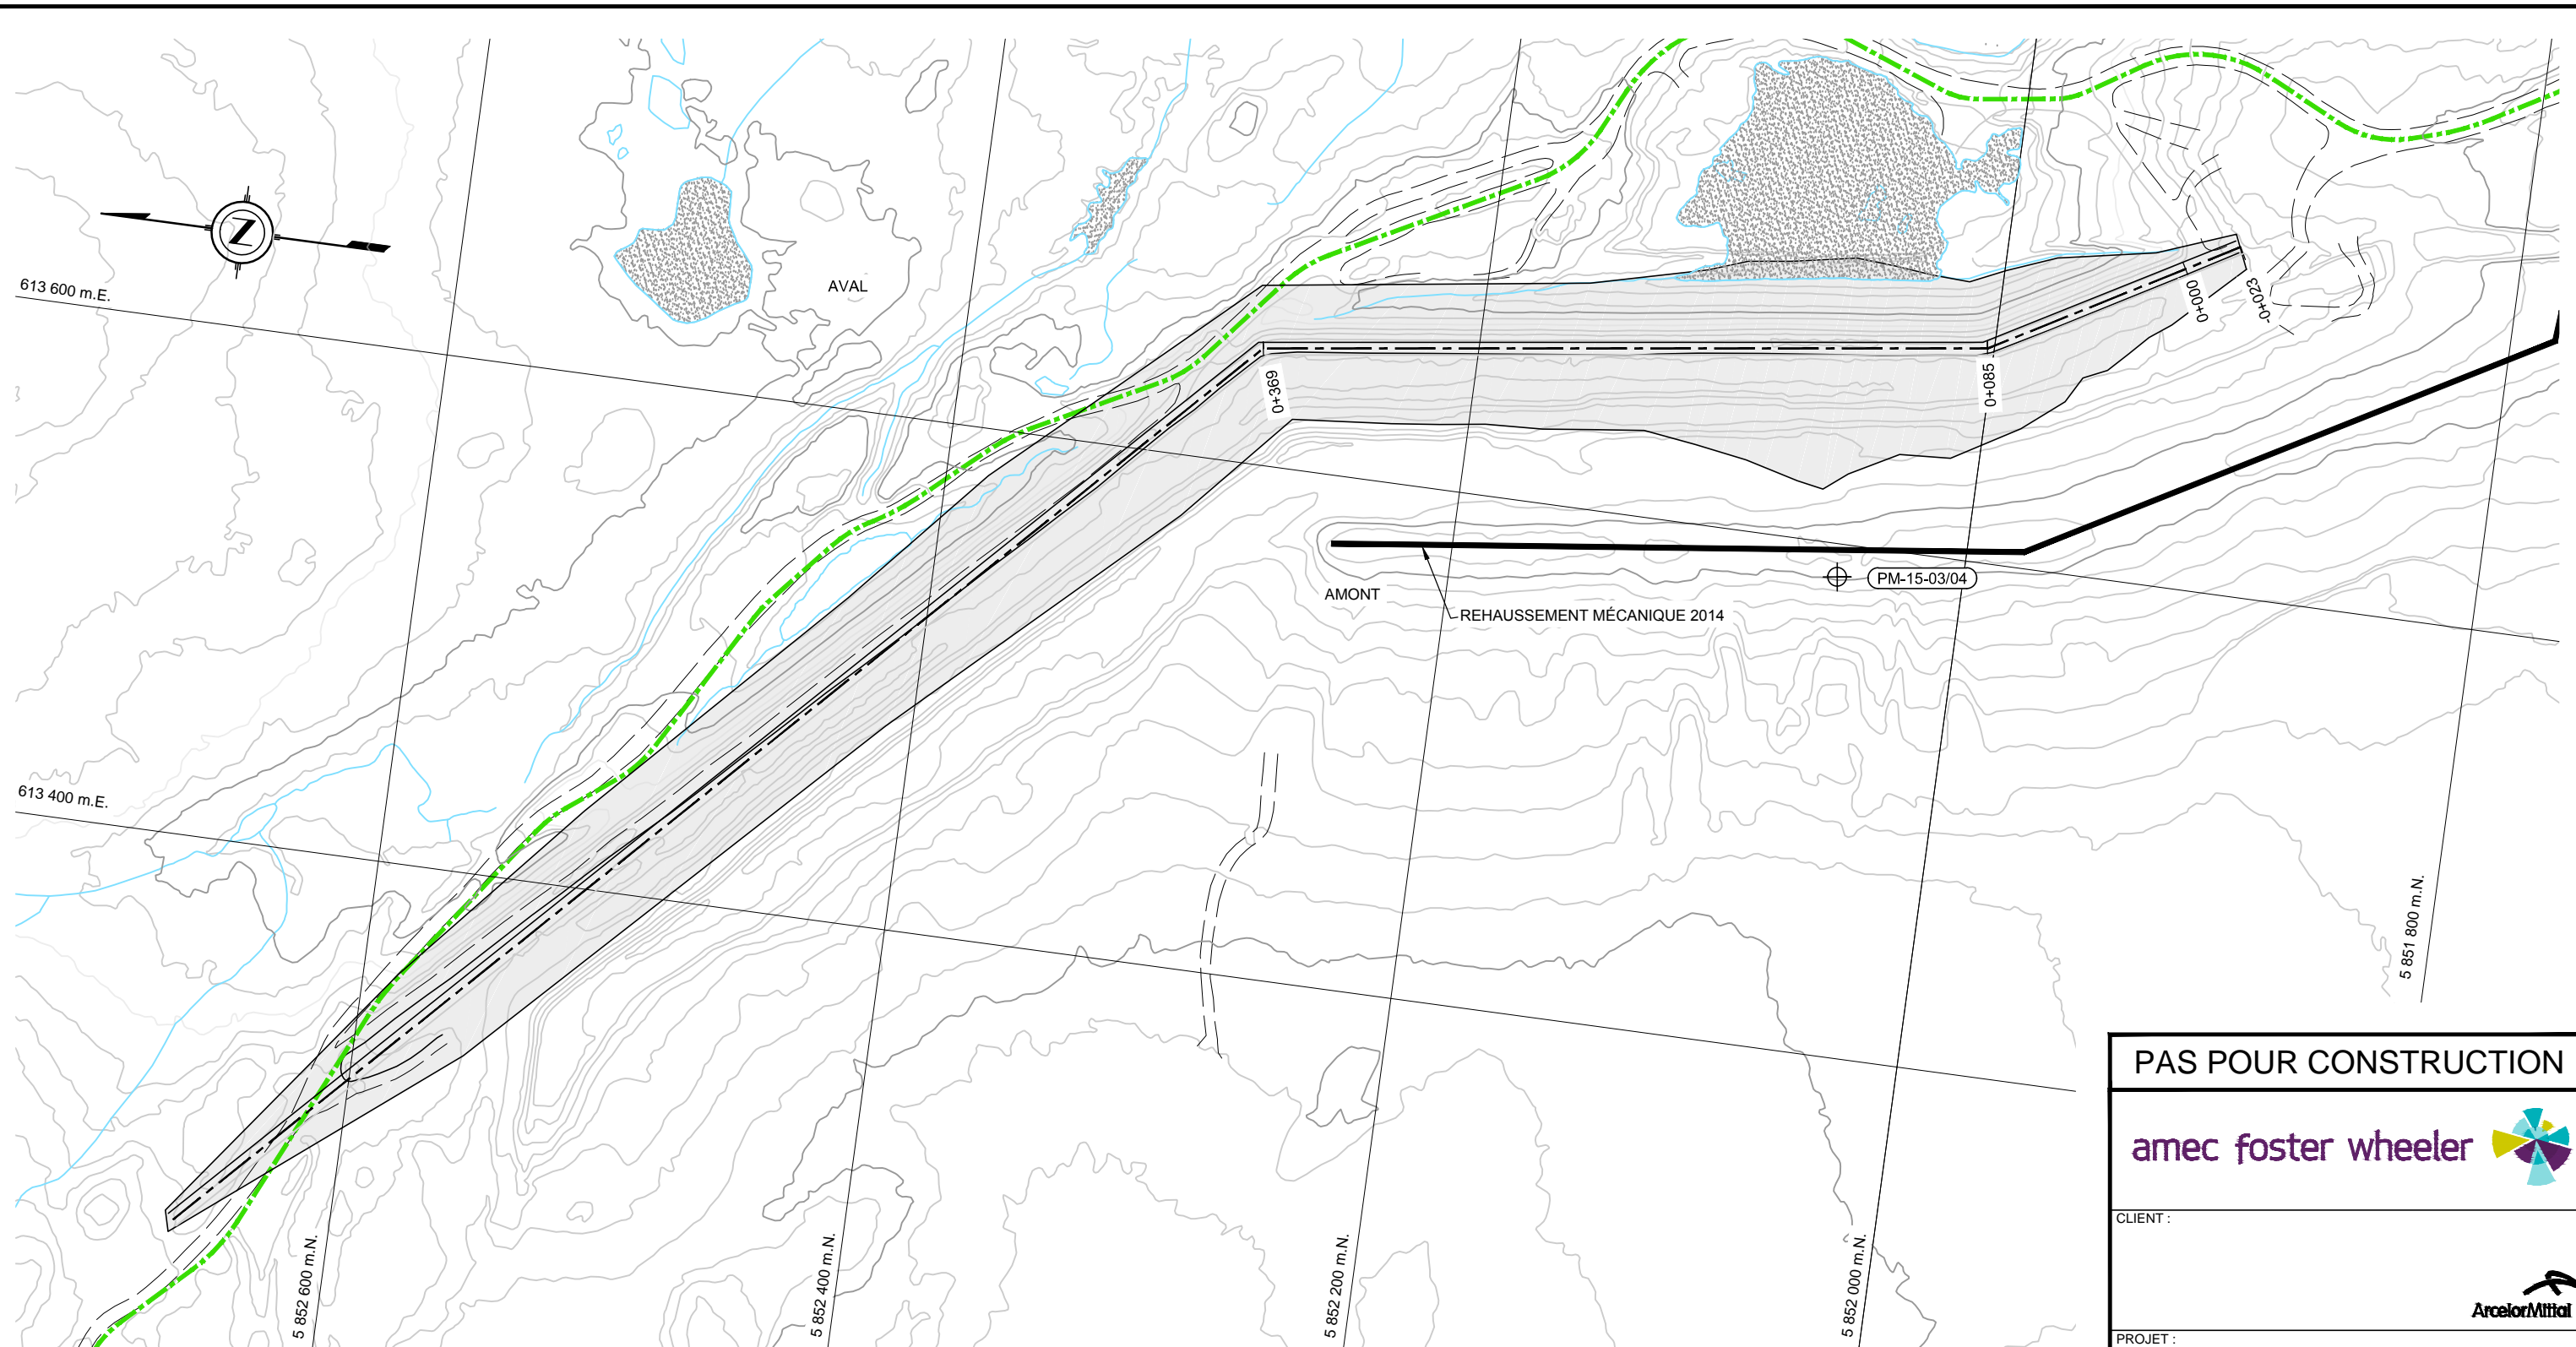 613 600 m.E.
AVAL
0+000
-0+023
0+369
0+085
PM-15-03/04
AMONT
REHAUSSEMENT MÉCANIQUE 2014
613 400 m.E.
5 851 800 m.N.
5 852 600 m.N.
5 852 400 m.N.
5 852 200 m.N.
5 852 000 m.N.
PAS POUR CONSTRUCTION
amec foster wheeler
CLIENT :
ArcelorMittal
PROJET :
N